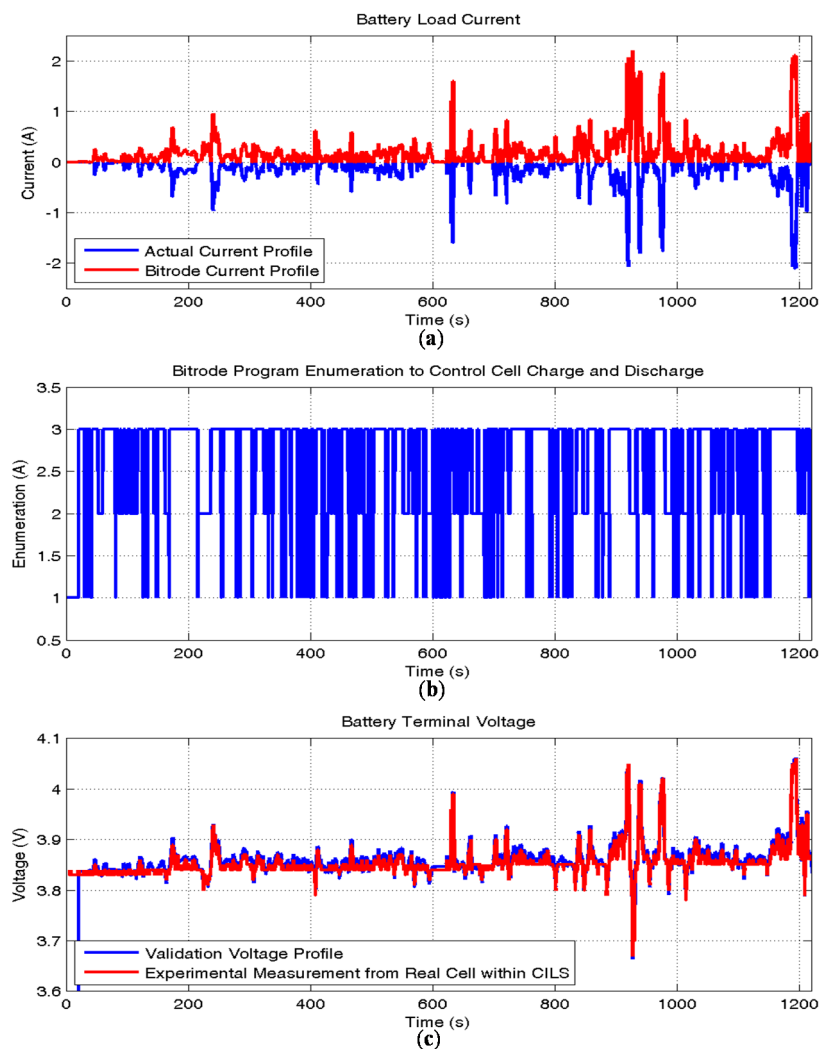 Battery Load Current
2
1
0
-1
-2
Current (A)
Actual Current Profile
Bitrode Current Profile
0 200 400 600 800 1000 1200
Time (s)
(a)
Bitrode Program Enumeration to Control Cell Charge and Discharge
3.5
3
2.5
2
1.5
1
0.5
Enumeration (A)
0 200 400 600 800 1000 1200
Time (s)
(b)
Battery Terminal Voltage
4.1
4
3.9
3.8
3.7
3.6
Voltage (V)
Validation Voltage Profile
Experimental Measurement from Real Cell within CILS
0 200 400 600 800 1000 1200
Time (s)
(c)